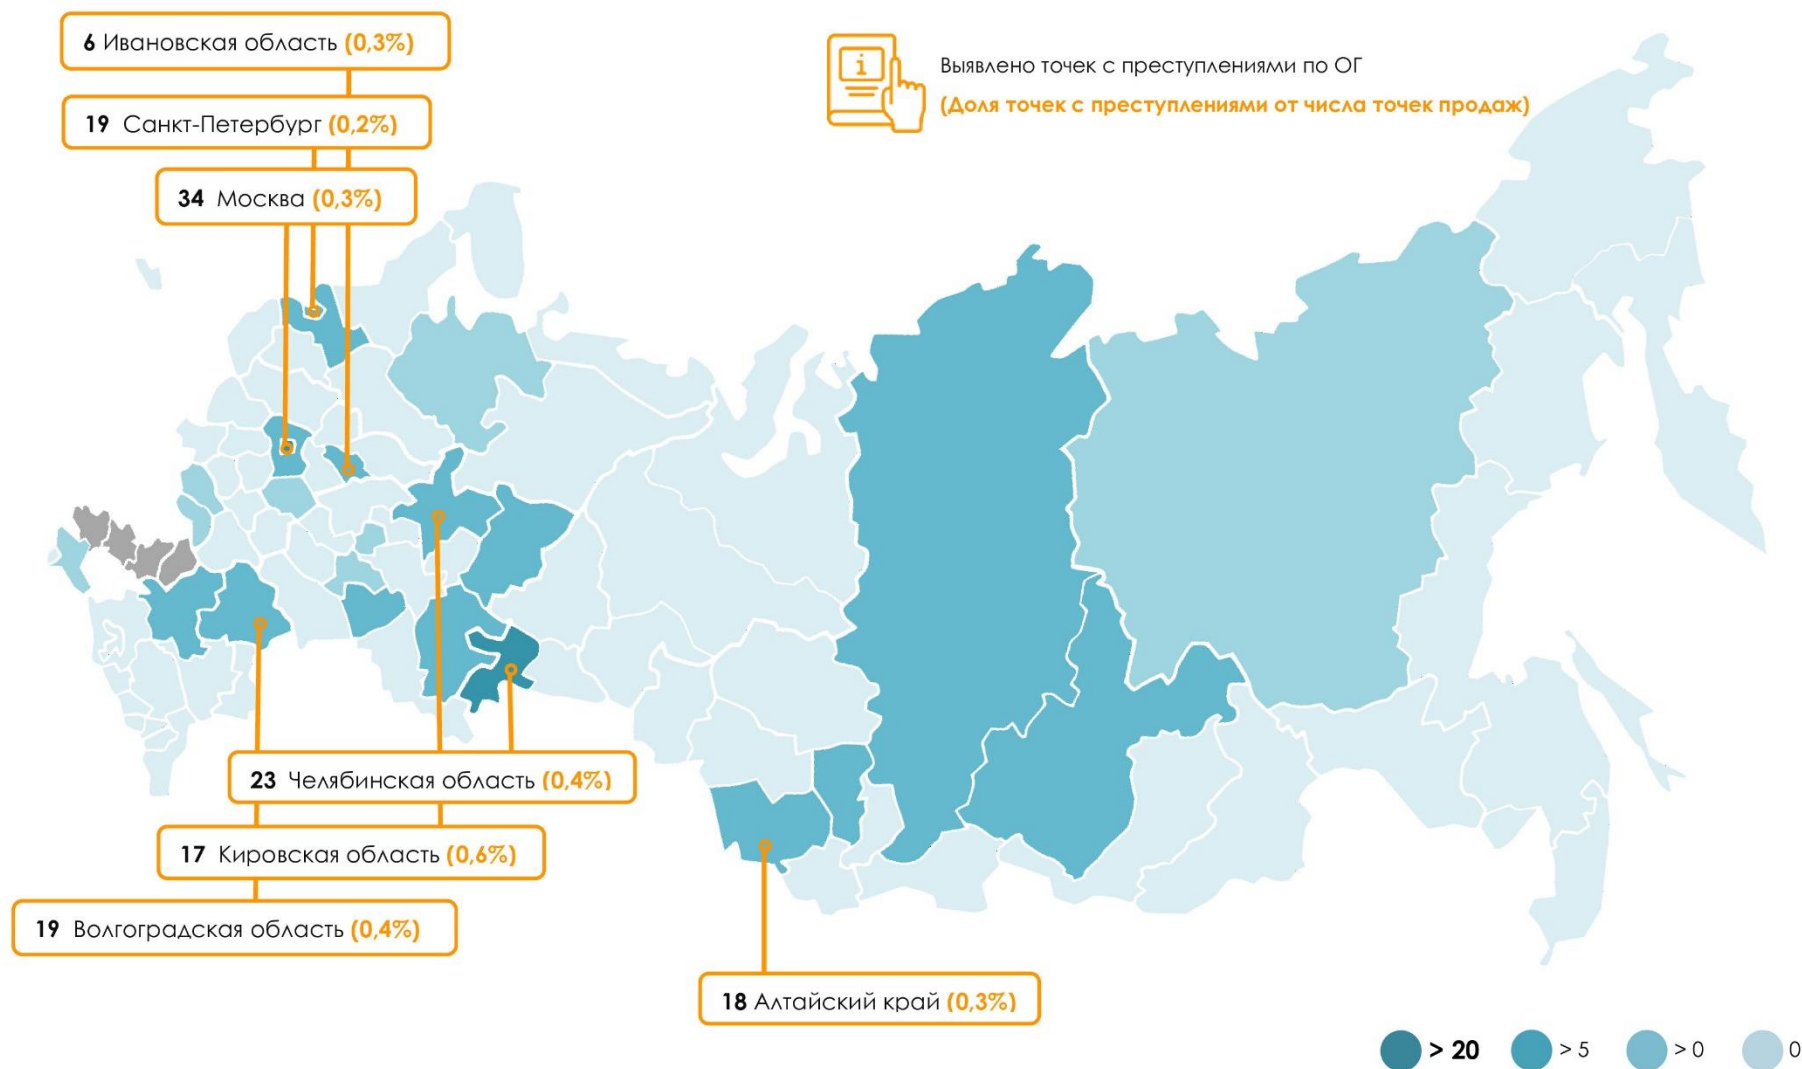 6 Ивановская область (0,3%)
19 Санкт-Петербург (0,2%)
34 Москва (0,3%)
i
Выявлено точек с преступлениями по ОГ
(Доля точек с преступлениями от числа точек продаж)
23 Челябинская область (0,4%)
17 Кировская область (0,6%)
19 Волгоградская область (0,4%)
18 Алтайский край (0,3%)
> 20
> 5
> 0
0